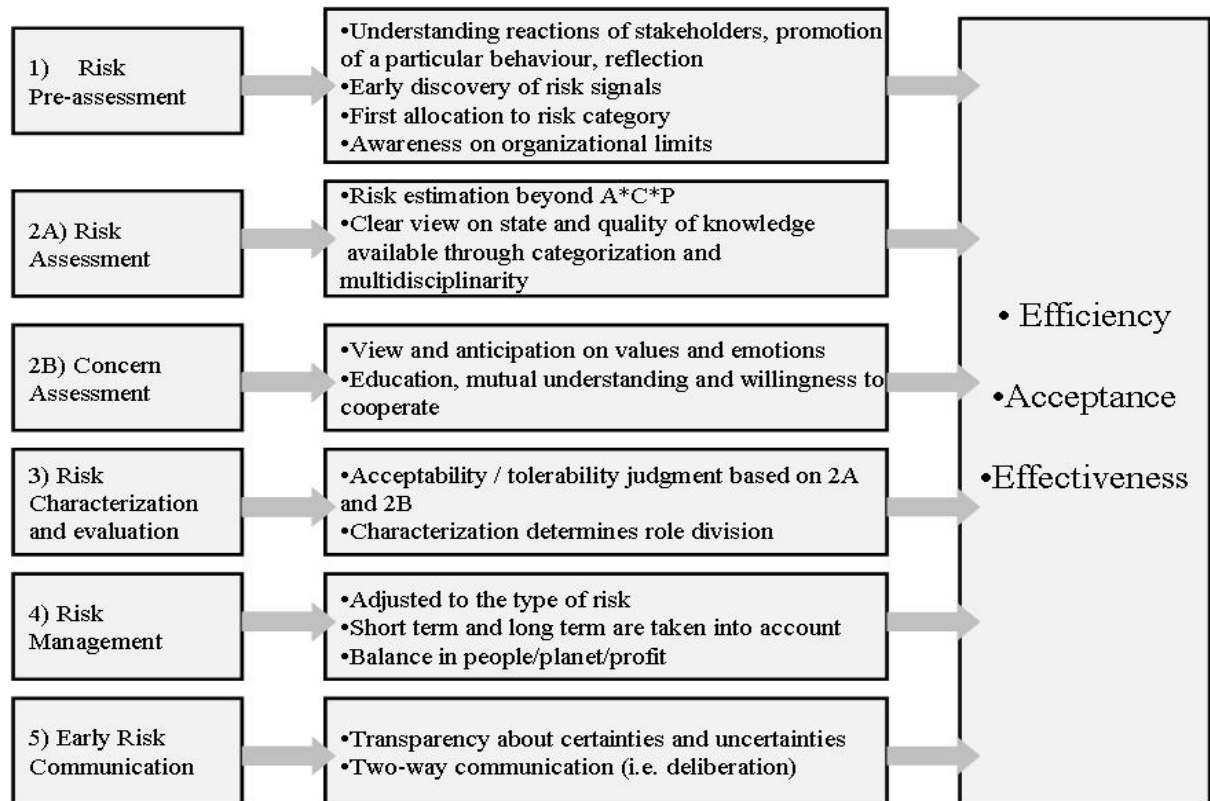 1) Risk
Pre-assessment
•Understanding reactions of stakeholders, promotion
of a particular behaviour, reflection
•Early discovery of risk signals
•First allocation to risk category
•Awareness on organizational limits
2A) Risk
Assessment
•Risk estimation beyond A*C*P
•Clear view on state and quality of knowledge
available through categorization and
multidisciplinarity
2B) Concern
Assessment
•View and anticipation on values and emotions
•Education, mutual understanding and willingness to
cooperate
3) Risk
Characterization
and evaluation
•Acceptability / tolerability judgment based on 2A
and 2B
•Characterization determines role division
4) Risk
Management
•Adjusted to the type of risk
•Short term and long term are taken into account
•Balance in people/planet/profit
5) Early Risk
Communication
•Transparency about certainties and uncertainties
•Two-way communication (i.e. deliberation)
• Efficiency
•Acceptance
•Effectiveness